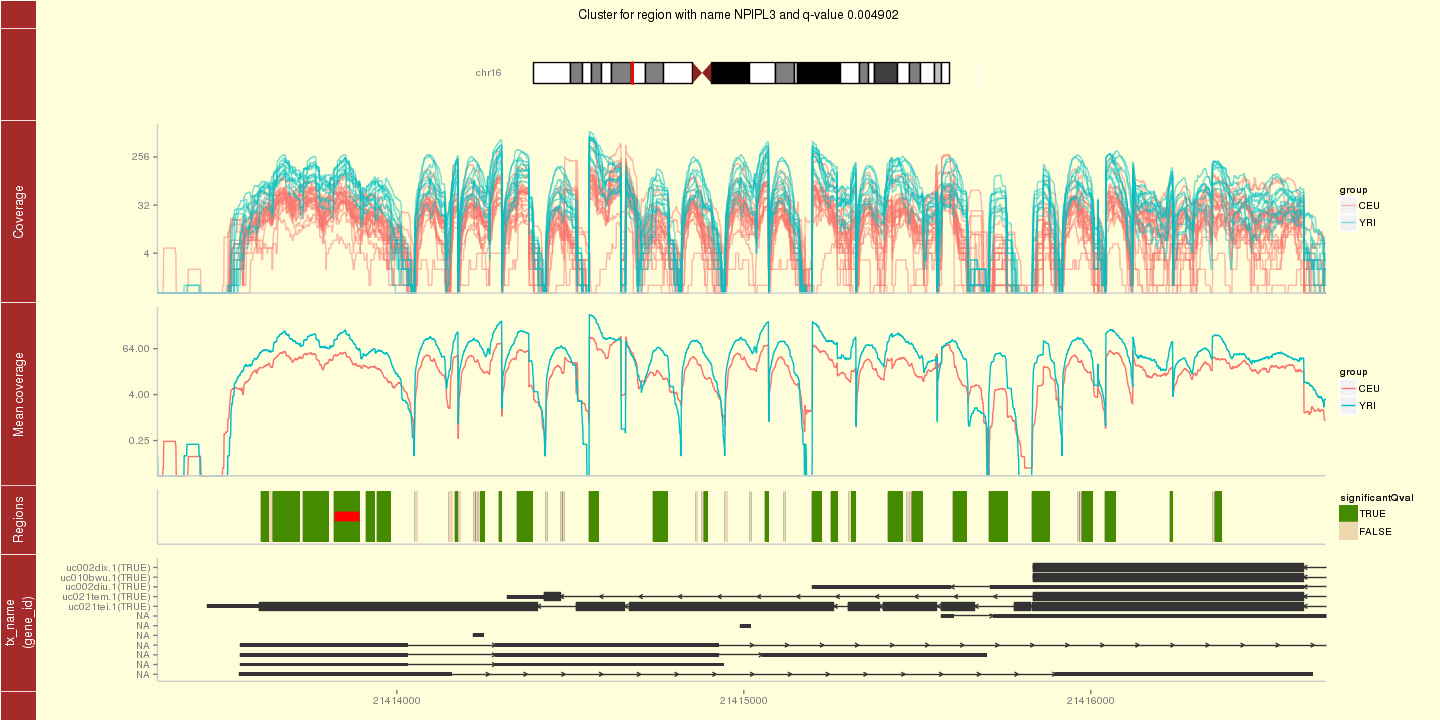 Cluster for region with name NPIPL3 and q-value 0.004902
chr16
Coverage
256
32
4
group
CEU
YRI
Mean coverage
64.00
4.00
0.25
group
CEU
YRI
Regions
significantQval
TRUE
FALSE
tx_name
(gene_id)
uc002dix.1(TRUE)
uc010bwu.1(TRUE)
uc002diu.1(TRUE)
uc021tem.1(TRUE)
uc021tei.1(TRUE)
NA
NA
NA
NA
NA
NA
NA
21414000
21415000
21416000